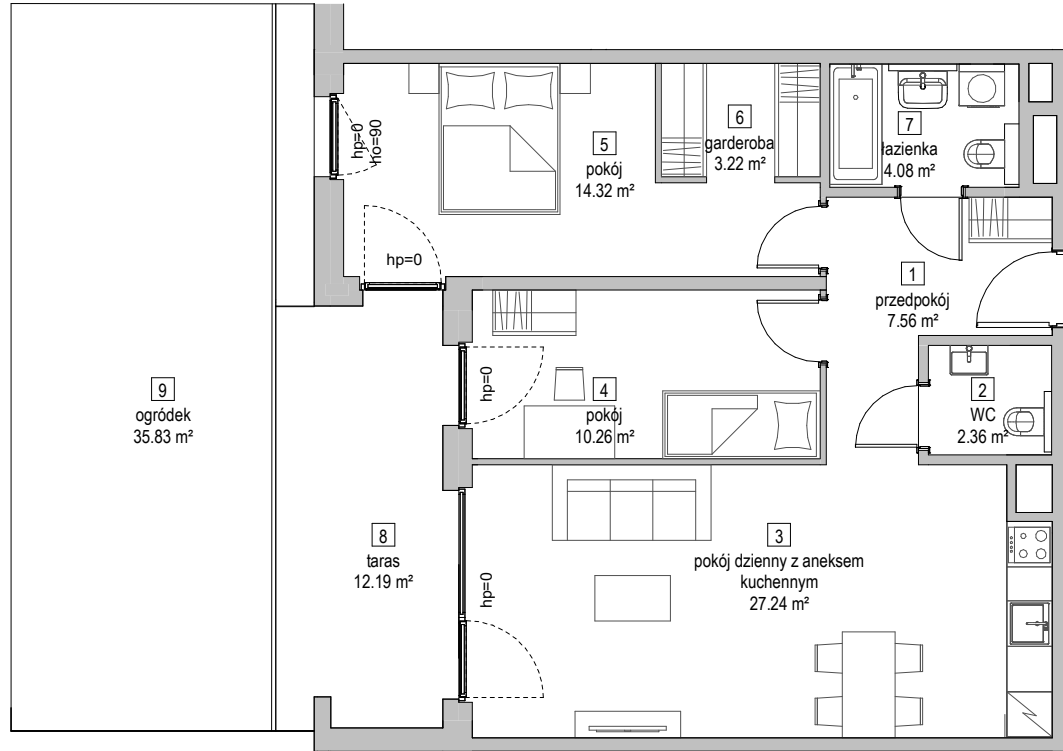 hp=0
ho=90
5
pokój
14.32 m²
6
garderoba
3.22 m²
7
łazienka
4.08 m²
hp=0
1
przedpokój
7.56 m²
9
ogródek
35.83 m²
hp=0
4
pokój
10.26 m²
2
WC
2.36 m²
8
taras
12.19 m²
hp=0
3
pokój dzienny z aneksem
kuchennym
27.24 m²